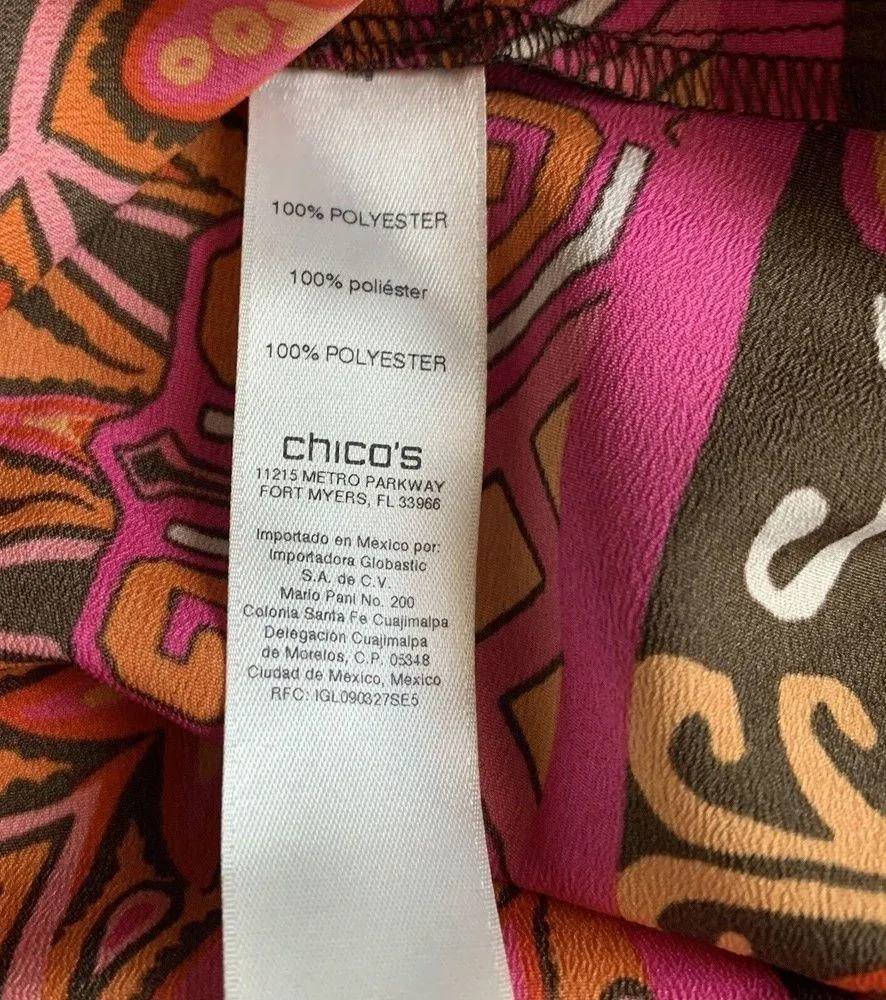 100% POLYESTER
100% poliéster
100% POLYESTER
chico's
11215 METRO PARKWAY
FORT MYERS, FL 33966
Importado en Mexico por:
Importadora Globastic
S.A. de C.V.
Mario Pani No. 200
Colonia Santa Fe Cuajimalpa
Delegación Cuajimalpa
de Morelos, C.P. 05348
Ciudad de México, México
RFC: IGL090327SE5